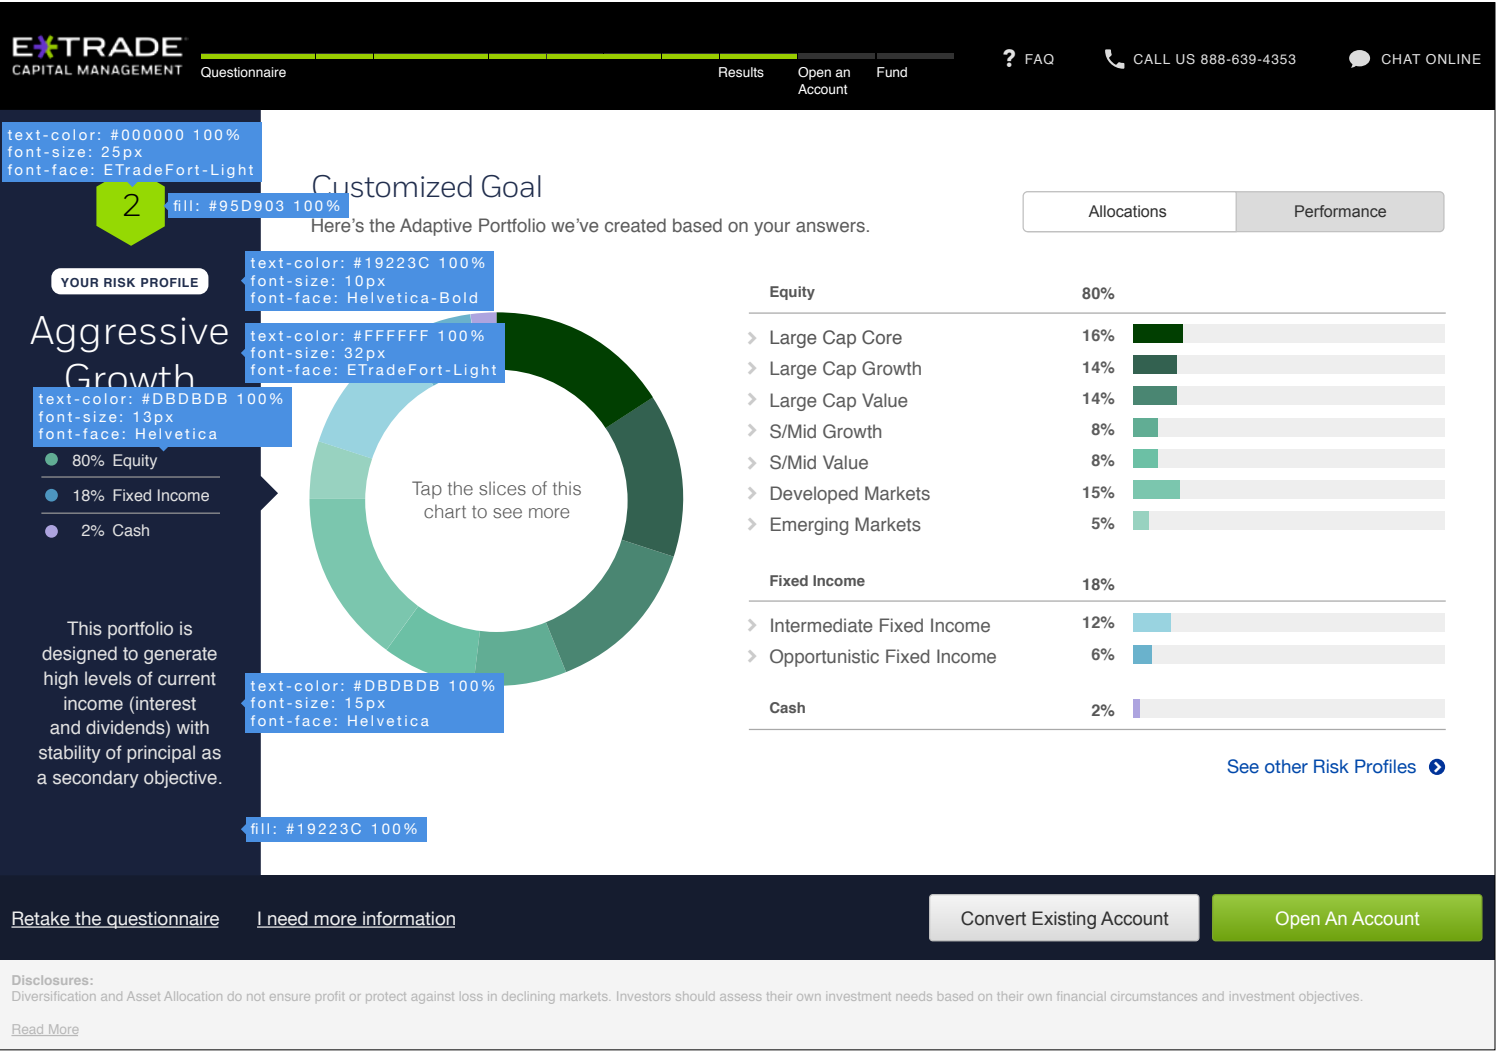 E*TRADE
CAPITAL MANAGEMENT
Questionnaire
Results
Open an
Account
Fund
? FAQ
CALL US 888-639-4353
CHAT ONLINE
text-color: #000000 100%
font-size: 25px
font-face: ETradeFort-Light
2
fill: #95D903 100%
Customized Goal
Here's the Adaptive Portfolio we've created based on your answers.
Allocations
Performance
YOUR RISK PROFILE
text-color: #19223C 100%
font-size: 10px
font-face: Helvetica-Bold
Aggressive
Growth
text-color: #FFFFFF 100%
font-size: 32px
font-face: ETradeFort-Light
text-color: #DBDBDB 100%
font-size: 13px
font-face: Helvetica
80% Equity
18% Fixed Income
2% Cash
This portfolio is
designed to generate
high levels of current
income (interest
and dividends) with
stability of principal as
a secondary objective.
text-color: #DBDBDB 100%
font-size: 15px
font-face: Helvetica
fill: #19223C 100%
Tap the slices of this
chart to see more
Equity 80%
Large Cap Core 16%
Large Cap Growth 14%
Large Cap Value 14%
S/Mid Growth 8%
S/Mid Value 8%
Developed Markets 15%
Emerging Markets 5%
Fixed Income 18%
Intermediate Fixed Income 12%
Opportunistic Fixed Income 6%
Cash 2%
See other Risk Profiles
Retake the questionnaire
I need more information
Convert Existing Account
Open An Account
Disclosures:
Diversification and Asset Allocation do not ensure profit or protect against loss in declining markets. Investors should assess their own investment needs based on their own financial circumstances and investment objectives.
Read More